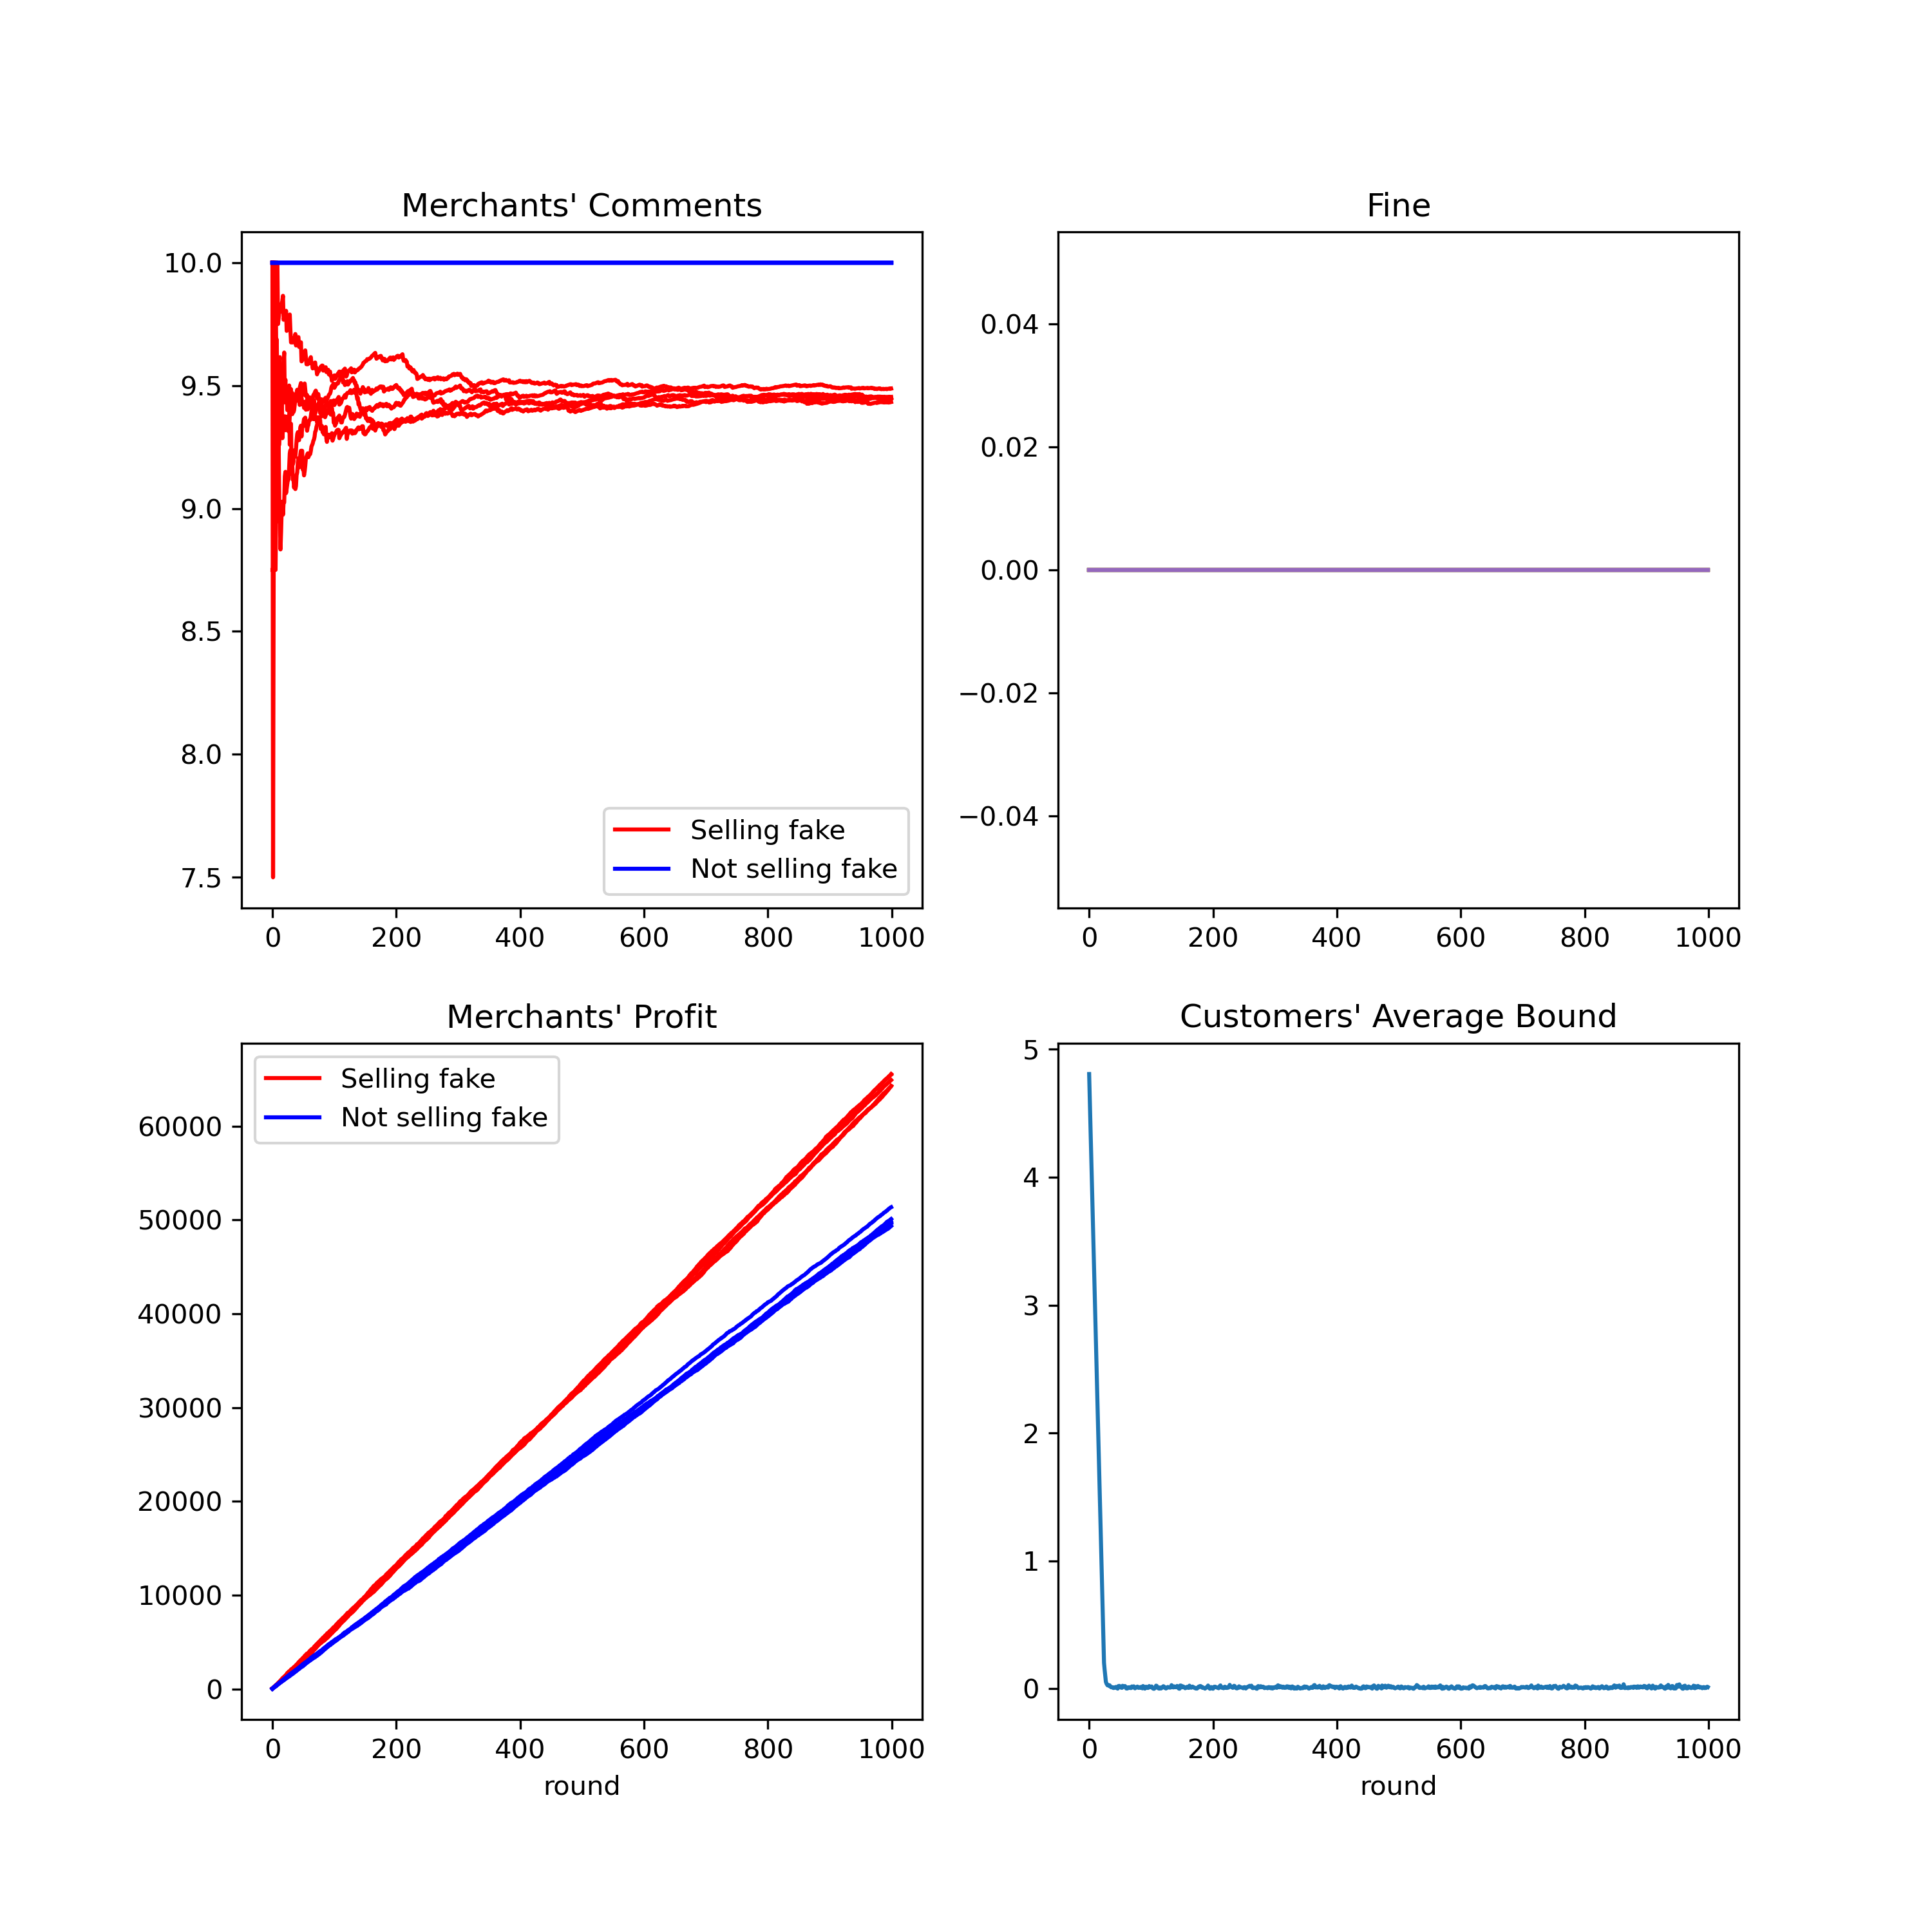 Merchants' Comments
10.0
9.5
9.0
8.5
8.0
7.5
Selling fake
Not selling fake
0 200 400 600 800 1000
Fine
0.04
0.02
0.00
−0.02
−0.04
0 200 400 600 800 1000
Merchants' Profit
Selling fake
Not selling fake
60000
50000
40000
30000
20000
10000
0
0 200 400 600 800 1000
round
Customers' Average Bound
5
4
3
2
1
0
0 200 400 600 800 1000
round